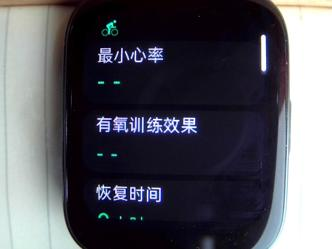 最小心率
--
有氧训练效果
--
恢复时间